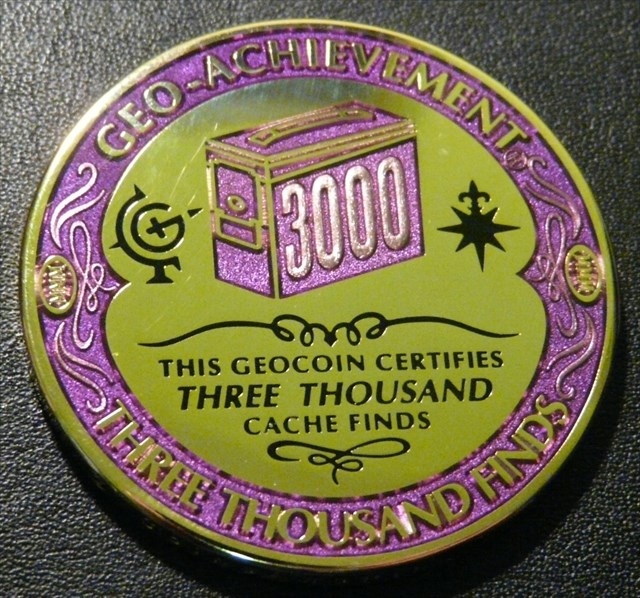 GEO-ACHIEVEMENT®
3000
THIS GEOCOIN CERTIFIES
THREE THOUSAND
CACHE FINDS
THREE THOUSAND FINDS